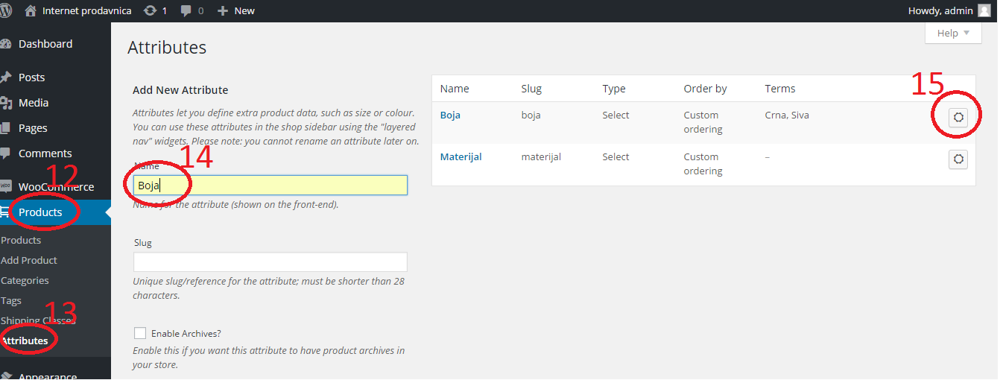 Internet prodavnica 1 0 New Howdy, admin
Help
Dashboard
Posts
Media
Pages
Comments
12
WooCommerce
Products
Products
Add Product
Categories
Tags
13
Shipping Classes
Attributes
Appearance
Attributes
Add New Attribute
Attributes let you define extra product data, such as size or colour.
You can use these attributes in the shop sidebar using the "layered
nav" widgets. Please note: you cannot rename an attribute later on.
14
Name
Boja
Name for the attribute (shown on the front-end).
Slug
Unique slug/reference for the attribute; must be shorter than 28
characters.
Enable Archives?
Enable this if you want this attribute to have product archives in
your store.
15
Name Slug Type Order by Terms
Boja boja Select Custom ordering Crna, Siva
Materijal materijal Select Custom ordering –